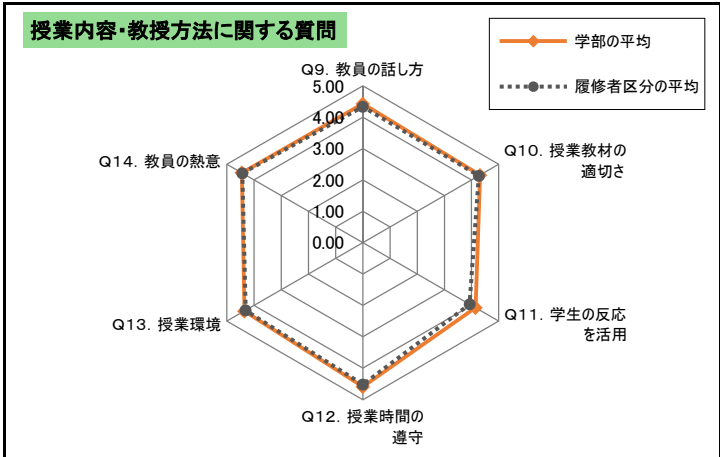 授業内容・教授方法に関する質問
学部の平均
履修者区分の平均
Q9. 教員の話し方
5.00
4.00
3.00
2.00
1.00
0.00
Q10. 授業教材の
適切さ
Q11. 学生の反応
を活用
Q12. 授業時間の
遵守
Q13. 授業環境
Q14. 教員の熱意